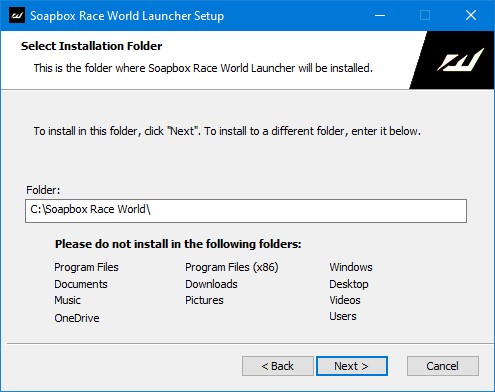 Soapbox Race World Launcher Setup
Select Installation Folder
This is the folder where Soapbox Race World Launcher will be installed.
To install in this folder, click "Next". To install to a different folder, enter it below.
Folder:
C:\Soapbox Race World\
Please do not install in the following folders:
Program Files Program Files (x86) Windows
Documents Downloads Desktop
Music Pictures Videos
OneDrive Users
< Back Next > Cancel